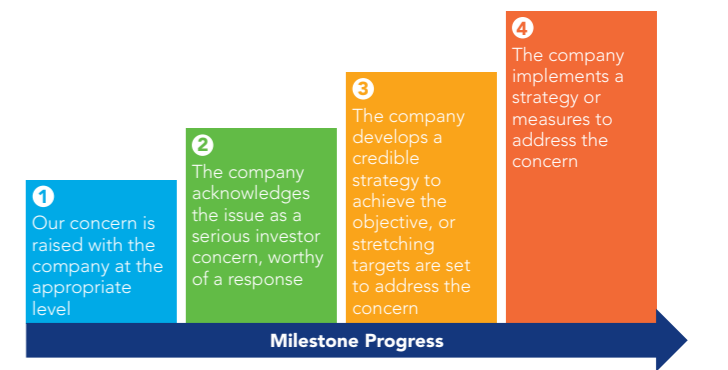 1
Our concern is
raised with the
company at the
appropriate
level
2
The company
acknowledges
the issue as a
serious investor
concern, worthy
of a response
3
The company
develops a
credible
strategy to
achieve the
objective, or
stretching
targets are set
to address the
concern
4
The company
implements a
strategy or
measures to
address the
concern
Milestone Progress